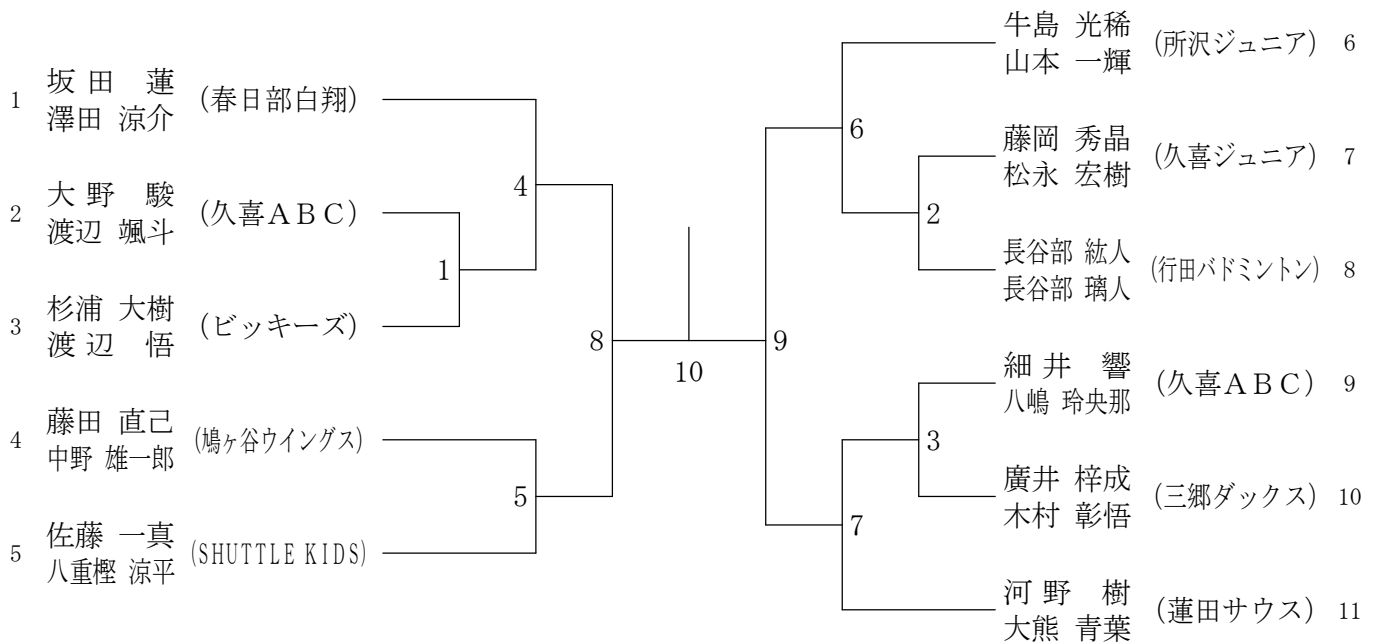 1 坂田 蓮 (春日部白翔)
澤田 涼介
2 大野 駿 (久喜ABC)
渡辺 颯斗
3 杉浦 大樹 (ビッキーズ)
渡辺 悟
4 藤田 直己 (鳩ヶ谷ウイングス)
中野 雄一郎
5 佐藤 一真 (SHUTTLE KIDS)
八重樫 涼平
4
1
8
5
10
9
6
2
3
7
牛島 光稀 (所沢ジュニア) 6
山本 一輝
藤岡 秀晶 (久喜ジュニア) 7
松永 宏樹
長谷部 紘人 (行田バドミントン) 8
長谷部 璃人
細井 響 (久喜ABC) 9
八嶋 玲央那
廣井 梓成 (三郷ダックス) 10
木村 彰悟
河野 樹 (蓮田サウス) 11
大熊 青葉